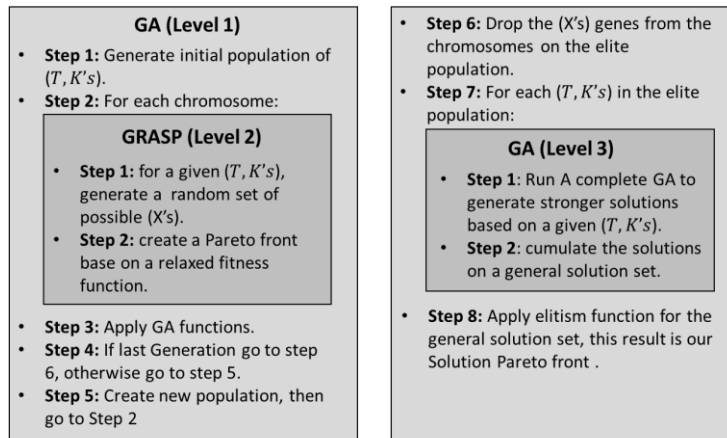 GA (Level 1)
• Step 1: Generate initial population of
(T, K's).
• Step 2: For each chromosome:
GRASP (Level 2)
• Step 1: for a given (T, K's),
generate a random set of
possible (X's).
• Step 2: create a Pareto front
base on a relaxed fitness
function.
• Step 3: Apply GA functions.
• Step 4: If last Generation go to step
6, otherwise go to step 5.
• Step 5: Create new population, then
go to Step 2
• Step 6: Drop the (X's) genes from the
chromosomes on the elite
population.
• Step 7: For each (T, K's) in the elite
population:
GA (Level 3)
• Step 1: Run A complete GA to
generate stronger solutions
based on a given (T, K's).
• Step 2: cumulate the solutions
on a general solution set.
• Step 8: Apply elitism function for the
general solution set, this result is our
Solution Pareto front .